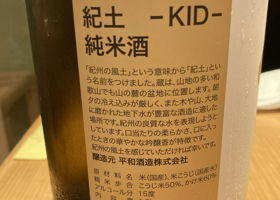 紀土 －KID－
純米酒
「紀州の風土」という意味から「紀土」とい
う名前をつけました。蔵は、山地の多い和
歌山でも山の麓の盆地に位置します。朝
夕の冷え込みが厳しく、また木や山、大地
に磨かれた地下水が豊富な酒造に適した
場所です。紀州の良質な水を表現しようと
しています。口当たりの柔らかさ、口に入っ
たときの華やかな吟醸香が特徴です。
紀州の風土を感じていただければ幸いです。
醸造元 平和酒造株式会社
原材料名 米(国産)、米こうじ(国産米)
精米歩合 こうじ米50%、かけ米60%
アルコール分 15度